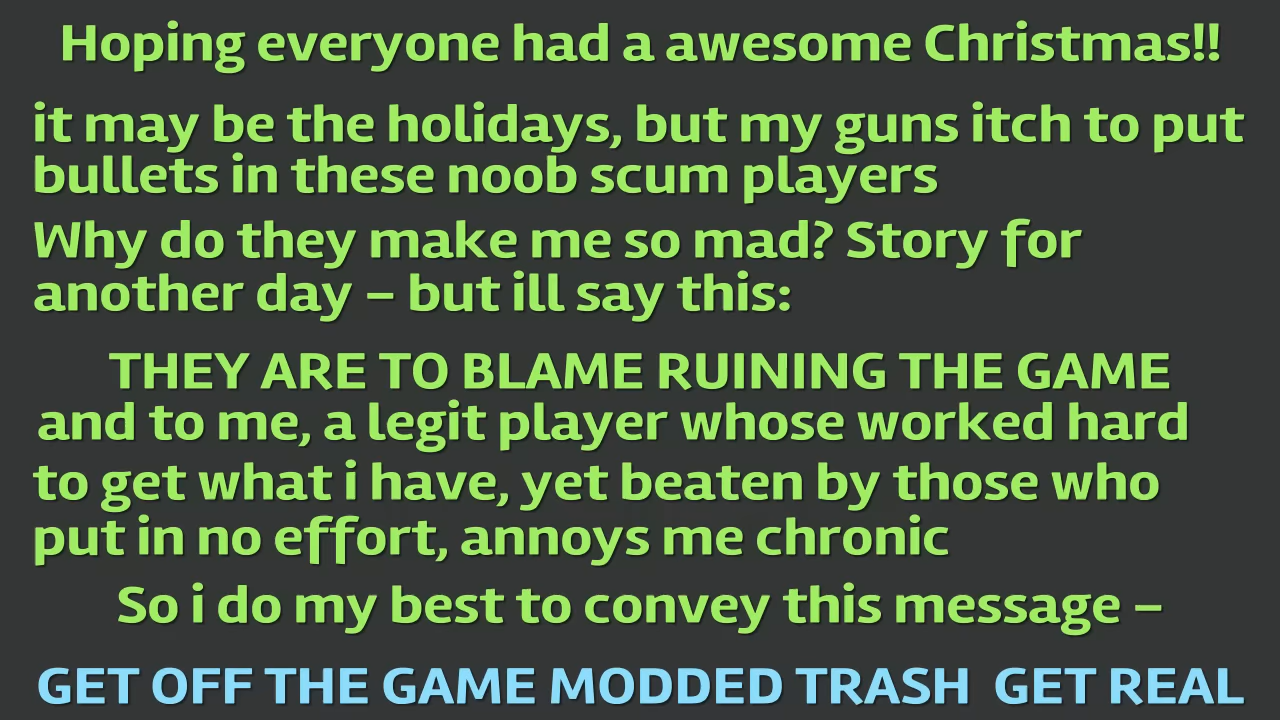 Hoping everyone had a awesome Christmas!!
it may be the holidays, but my guns itch to put
bullets in these noob scum players
Why do they make me so mad? Story for
another day – but ill say this:
THEY ARE TO BLAME RUINING THE GAME
and to me, a legit player whose worked hard
to get what i have, yet beaten by those who
put in no effort, annoys me chronic
So i do my best to convey this message –
GET OFF THE GAME MODDED TRASH  GET REAL